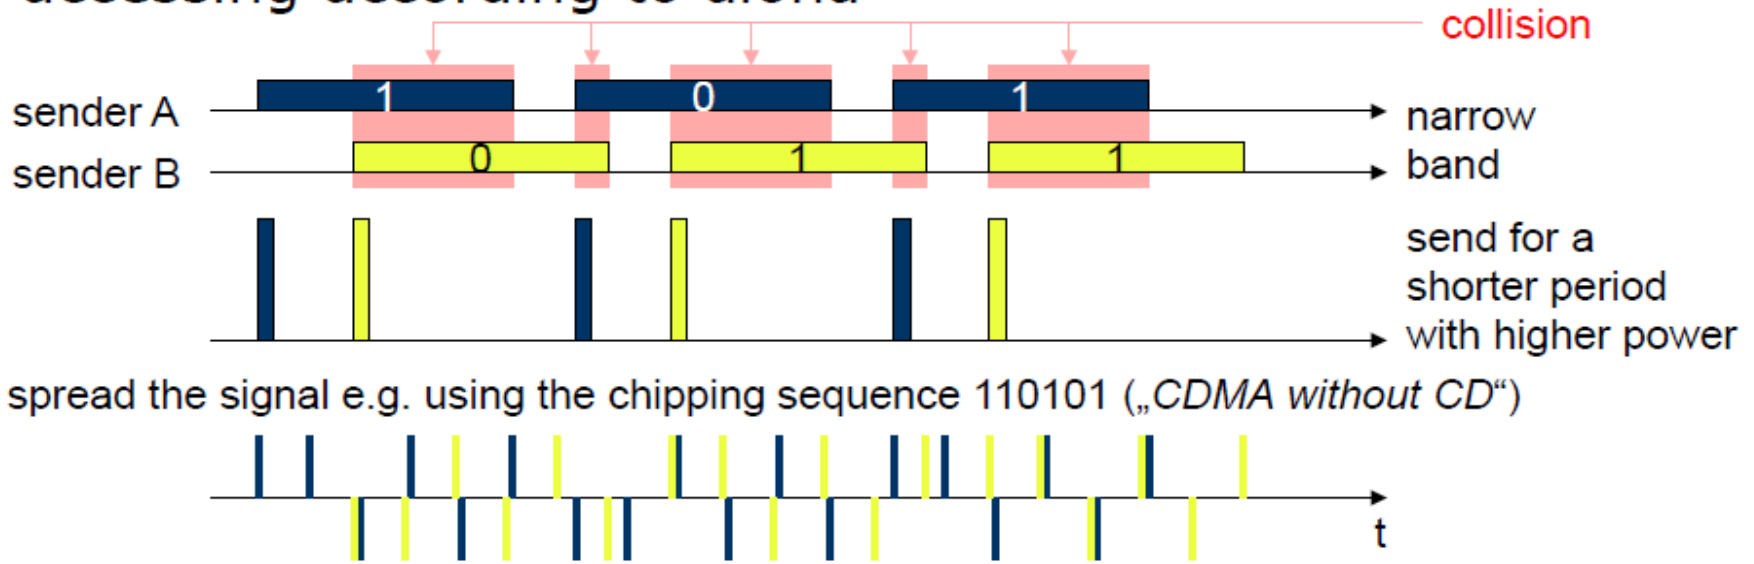 collision
sender A
1
0
1
narrow
band
sender B
0
1
1
send for a
shorter period
with higher power
spread the signal e.g. using the chipping sequence 110101 („CDMA without CD“)
t